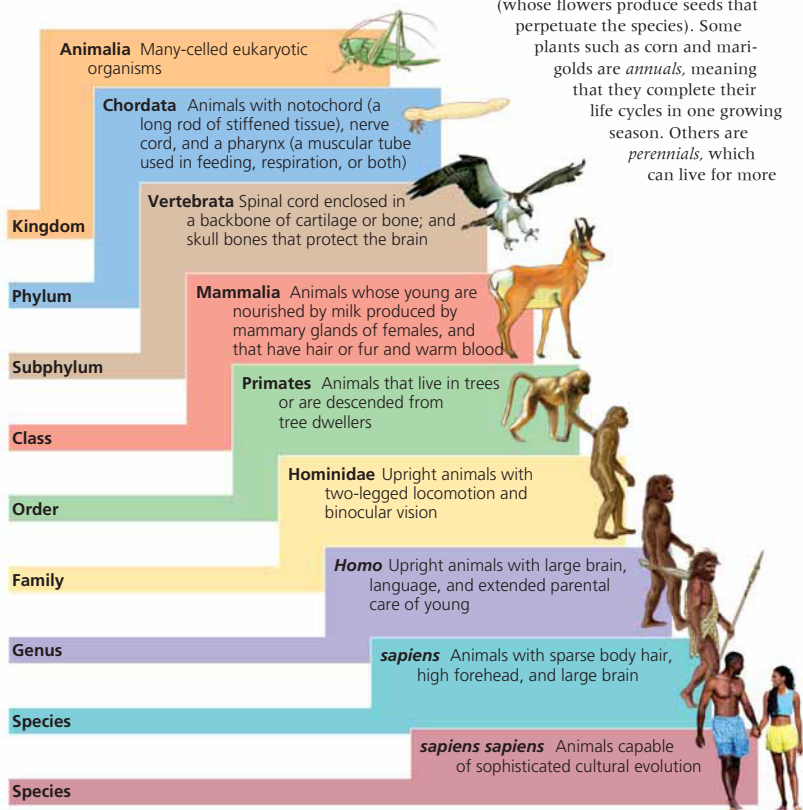 (whose flowers produce seeds that
perpetuate the species). Some
plants such as corn and mari-
golds are annuals, meaning
that they complete their
life cycles in one growing
season. Others are
perennials, which
can live for more
Animalia Many-celled eukaryotic
organisms
Kingdom
Chordata Animals with notochord (a
long rod of stiffened tissue), nerve
cord, and a pharynx (a muscular tube
used in feeding, respiration, or both)
Phylum
Vertebrata Spinal cord enclosed in
a backbone of cartilage or bone; and
skull bones that protect the brain
Subphylum
Mammalia Animals whose young are
nourished by milk produced by
mammary glands of females, and
that have hair or fur and warm blood
Class
Primates Animals that live in trees
or are descended from
tree dwellers
Order
Hominidae Upright animals with
two-legged locomotion and
binocular vision
Family
Homo Upright animals with large brain,
language, and extended parental
care of young
Genus
sapiens Animals with sparse body hair,
high forehead, and large brain
Species
sapiens sapiens Animals capable
of sophisticated cultural evolution
Species